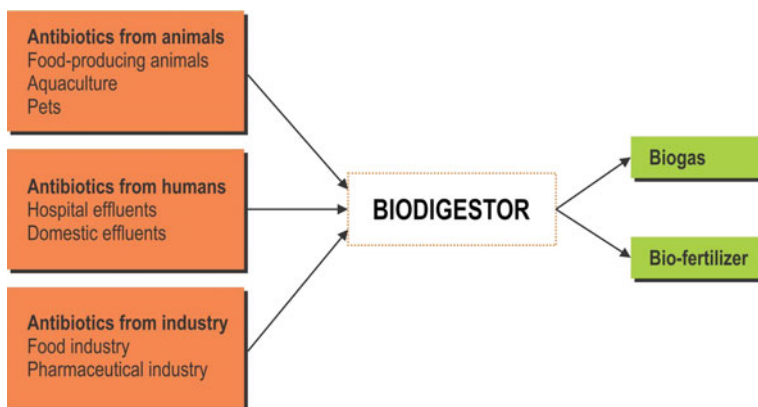 Antibiotics from animals
Food-producing animals
Aquaculture
Pets
Antibiotics from humans
Hospital effluents
Domestic effluents
Antibiotics from industry
Food industry
Pharmaceutical industry
BIODIGESTOR
Biogas
Bio-fertilizer